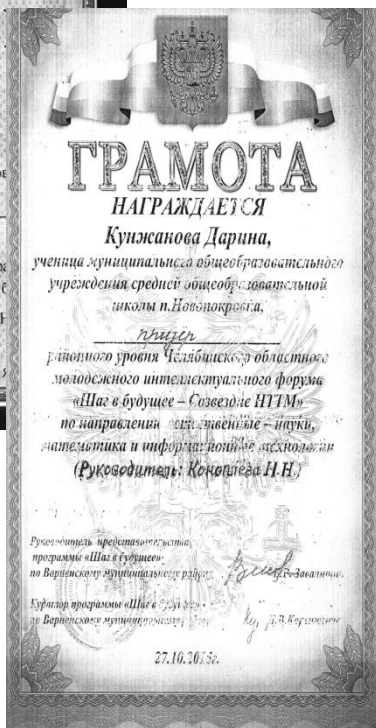 ГРАМОТА
НАГРАЖДАЕТСЯ
Кунжанова Дарина,
ученица муниципального общеобразовательного
учреждения средней общеобразовательной
школы п.Новопокровка,
призер
районного уровня Челябинского областного
молодежного интеллектуального форума
«Шаг в будущее – Созвездие НТТМ»
по направлению естественные – науки,
математика и информационные технологии
(Руководитель: Коноплева Н.Н.)
Руководитель представительства
программы «Шаг в будущее»
по Варненскому муниципальному району
Куратор программы «Шаг в будущее»
по Варненскому муниципальному
27.10.2015г.